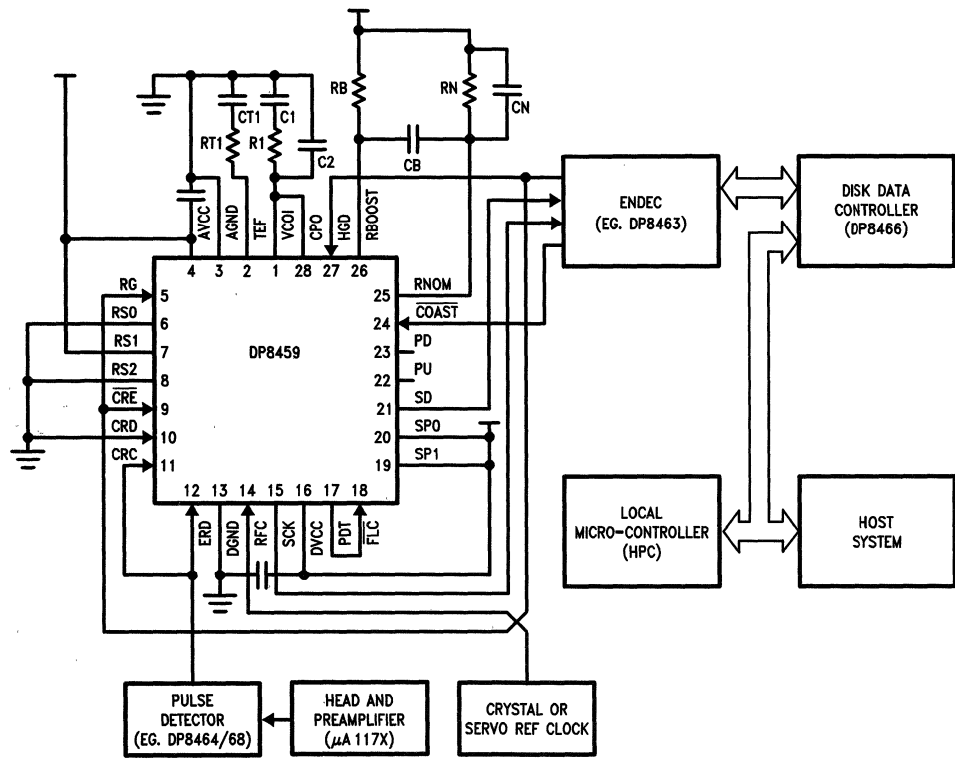 RB
RN
CN
CB
CT1
C1
RT1
R1
C2
AVCC
AGND
TEF
VCOI
CPO
HGD
RBOOST
4
3
2
1
28
27
26
RG
5
RS0
6
RS1
7
RS2
8
CRE
9
CRD
10
CRC
11
DP8459
25
RNOM
24
COAST
23
PD
22
PU
21
SD
20
SP0
19
SP1
12
13
14
15
16
17
18
ERD
DGND
RFC
SCK
DVCC
PDT
FLC
ENDEC
(EG. DP8463)
DISK DATA
CONTROLLER
(DP8466)
LOCAL
MICRO-CONTROLLER
(HPC)
HOST
SYSTEM
PULSE
DETECTOR
(EG. DP8464/68)
HEAD AND
PREAMPLIFIER
(μA 117X)
CRYSTAL OR
SERVO REF CLOCK